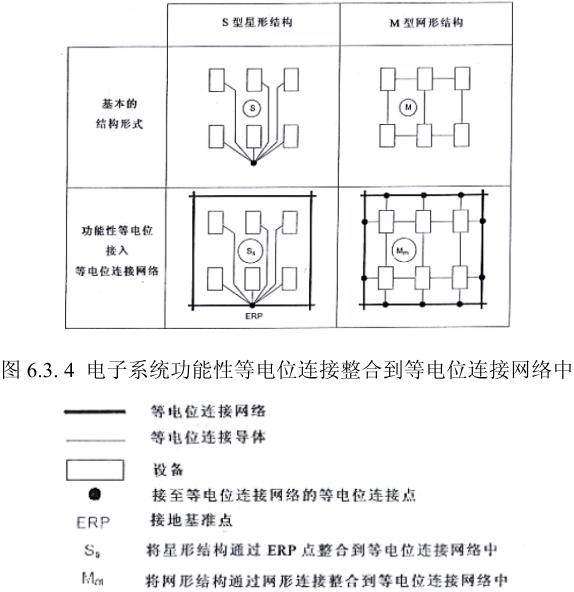 S 型星形结构
M 型网形结构
基本的
结构形式
S
M
功能性等电位
接入
等电位连接网络
Ss
Mm
ERP
图 6.3. 4 电子系统功能性等电位连接整合到等电位连接网络中
等电位连接网络
等电位连接导体
设备
接至等电位连接网络的等电位连接点
ERP 接地基准点
Ss 将星形结构通过 ERP 点整合到等电位连接网络中
Mm 将网形结构通过网形连接整合到等电位连接网络中